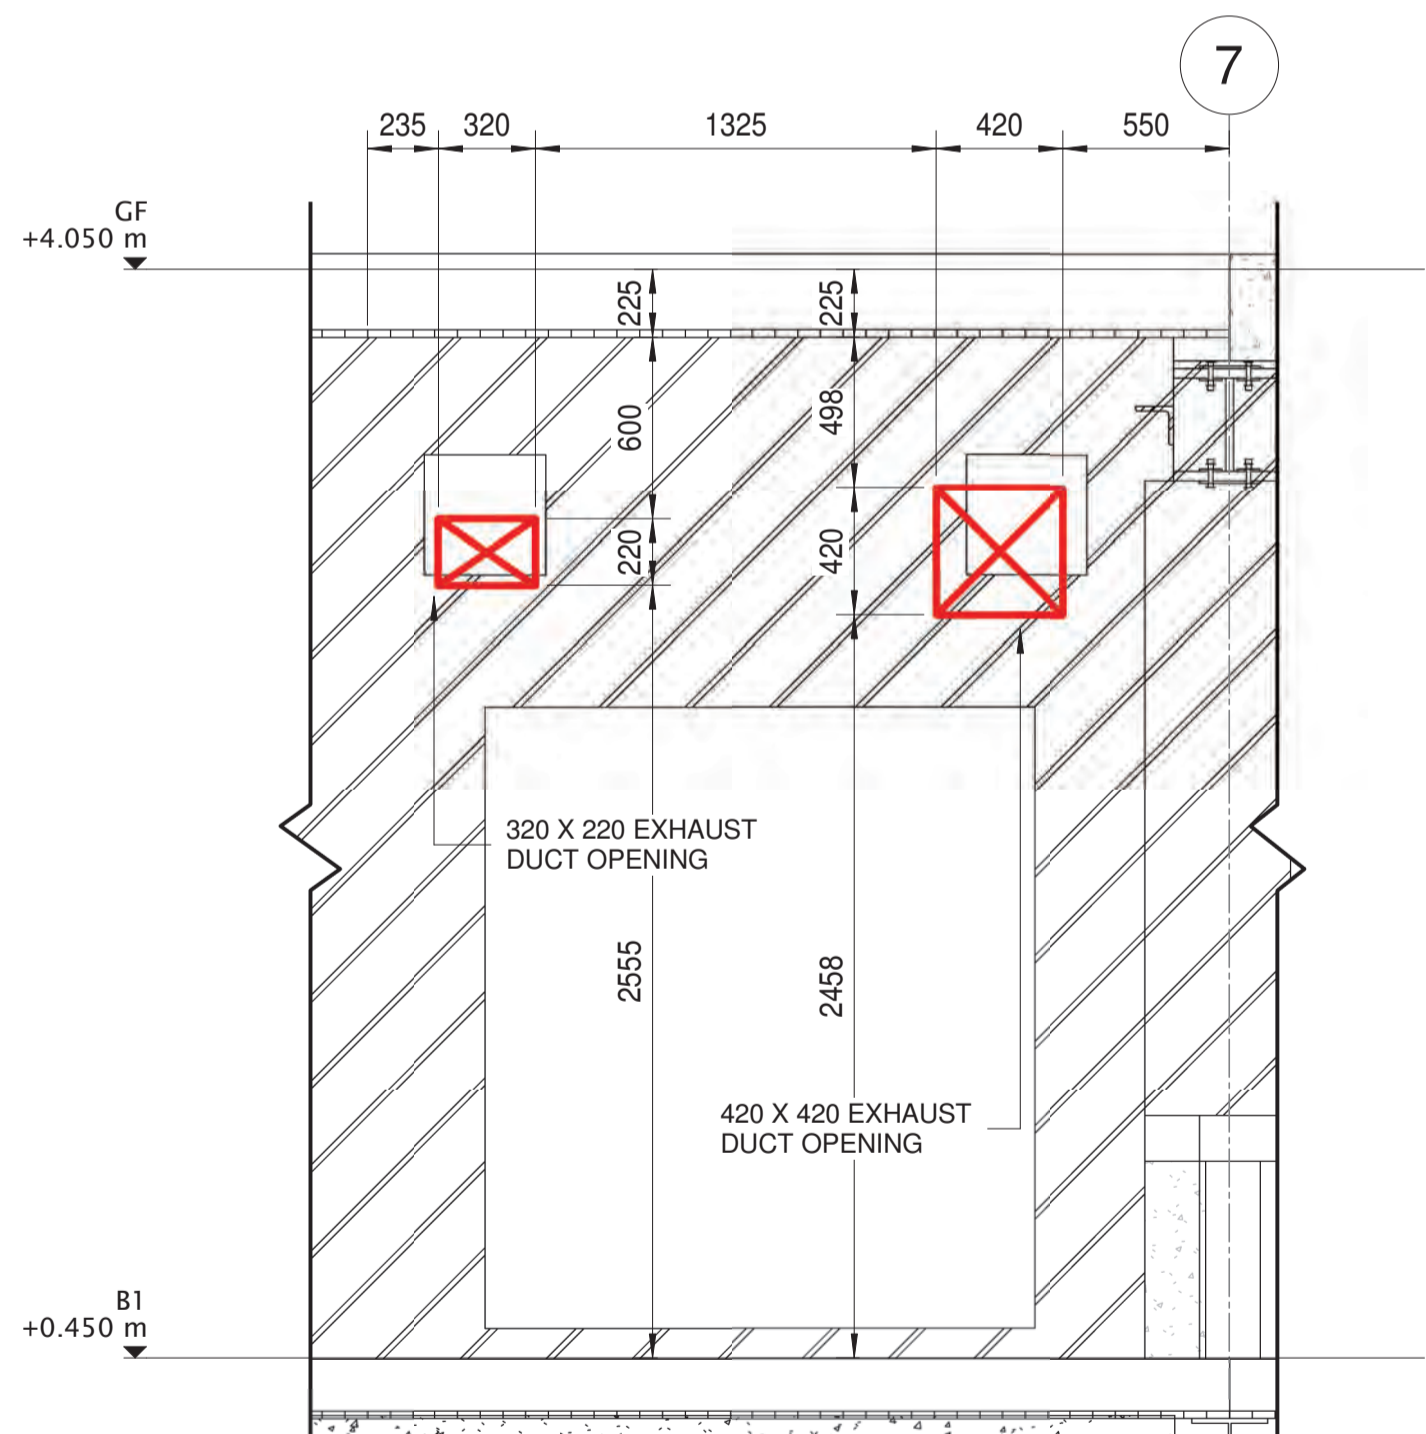 7
235 320 1325 420 550
GF
+4.050 m
225 225
600 498
220 420
320 X 220 EXHAUST
DUCT OPENING
2555 2458
420 X 420 EXHAUST
DUCT OPENING
B1
+0.450 m